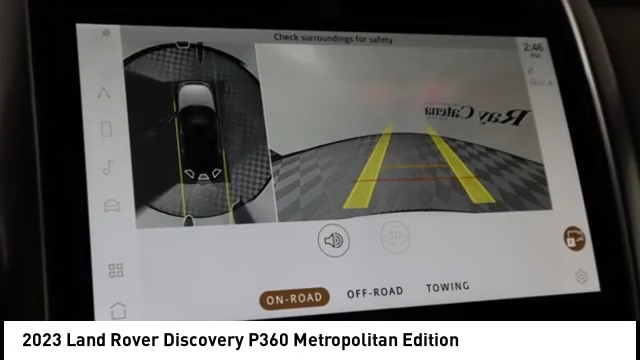 Check surroundings for safety
2:46
PM
Ray Catena
3D
ON-ROAD
OFF-ROAD
TOWING
2023 Land Rover Discovery P360 Metropolitan Edition